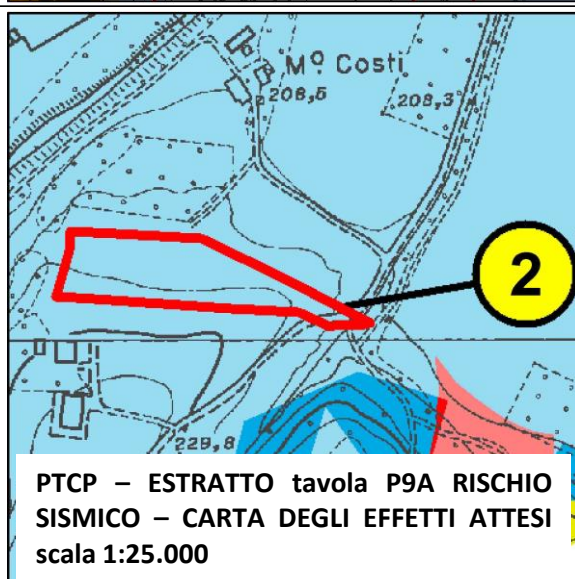 Mº Costi
208,5
208,3
2
229,8
PTCP – ESTRATTO tavola P9A RISCHIO
SISMICO – CARTA DEGLI EFFETTI ATTESI
scala 1:25.000